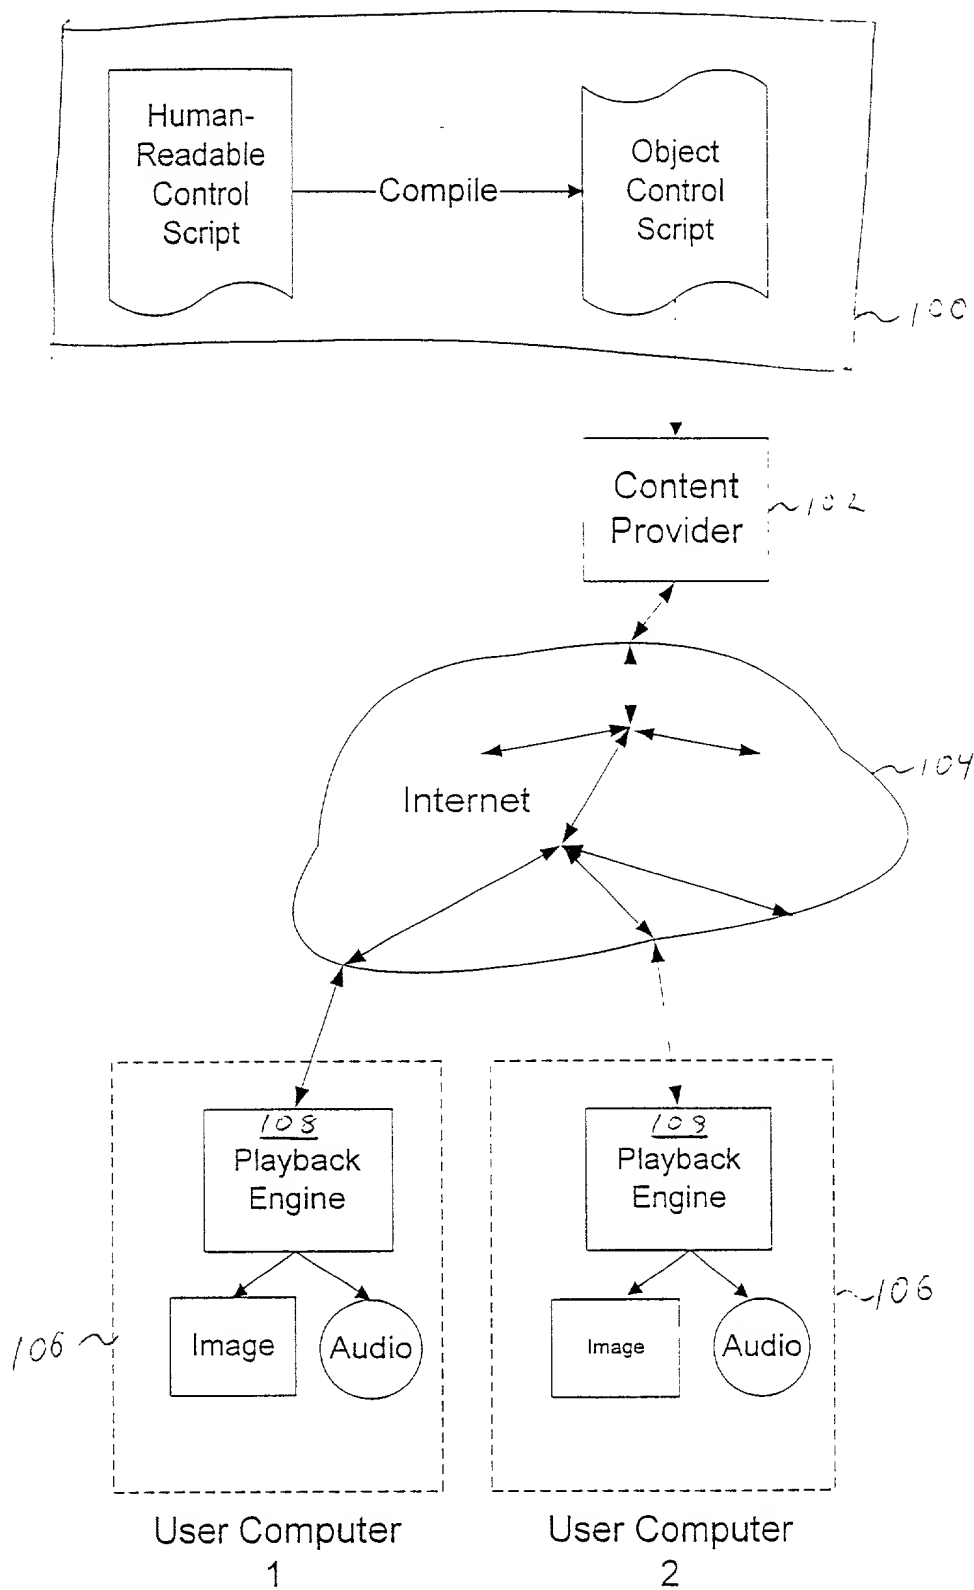 Human-
Readable
Control
Script
Compile
Object
Control
Script
100
Content
Provider
102
Internet
104
108
Playback
Engine
Image
Audio
106
108
Playback
Engine
Image
Audio
106
User Computer
1
User Computer
2